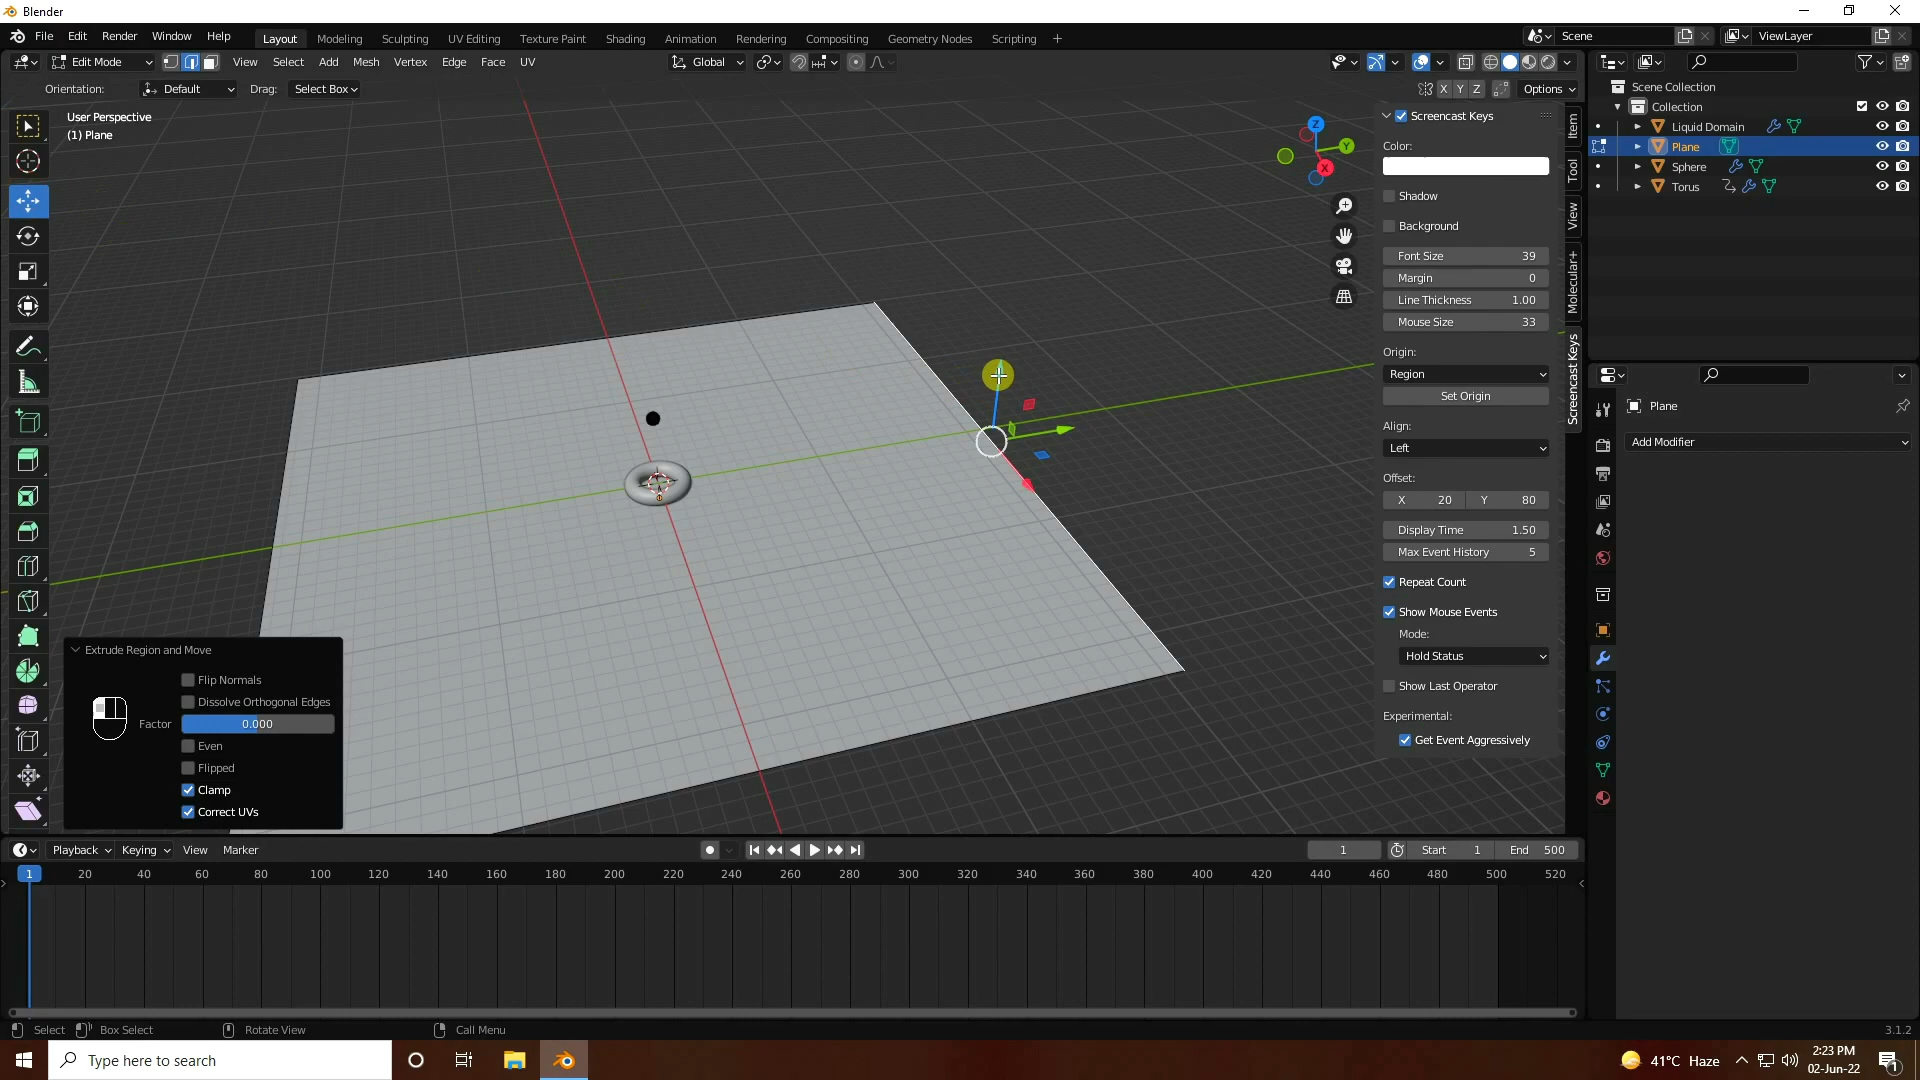 Blender
File Edit Render Window Help Layout Modeling Sculpting UV Editing Texture Paint Shading Animation Rendering Compositing Geometry Nodes Scripting + Scene ViewLayer
Edit Mode View Select Add Mesh Vertex Edge Face UV Global
Orientation: Default Drag: Select Box X Y Z Options
User Perspective
(1) Plane
Z
Y
X
Screencast Keys
Color:
Shadow
Background
Font Size 39
Margin 0
Line Thickness 1.00
Mouse Size 33
Origin:
Region
Set Origin
Align:
Left
Offset:
X 20 Y 80
Display Time 1.50
Max Event History 5
Repeat Count
Show Mouse Events
Mode:
Hold Status
Show Last Operator
Experimental:
Get Event Aggressively
Item
Tool
View
Molecular+
Screencast Keys
Scene Collection
Collection
Liquid Domain
Plane
Sphere
Torus
Plane
Add Modifier
Extrude Region and Move
Flip Normals
Dissolve Orthogonal Edges
Factor 0.000
Even
Flipped
Clamp
Correct UVs
Playback Keying View Marker 1 Start 1 End 500
1 20 40 60 80 100 120 140 160 180 200 220 240 260 280 300 320 340 360 380 400 420 440 460 480 500 520
Select Box Select Rotate View Call Menu 3.1.2
Type here to search 41°C Haze 2:23 PM
02-Jun-22
1